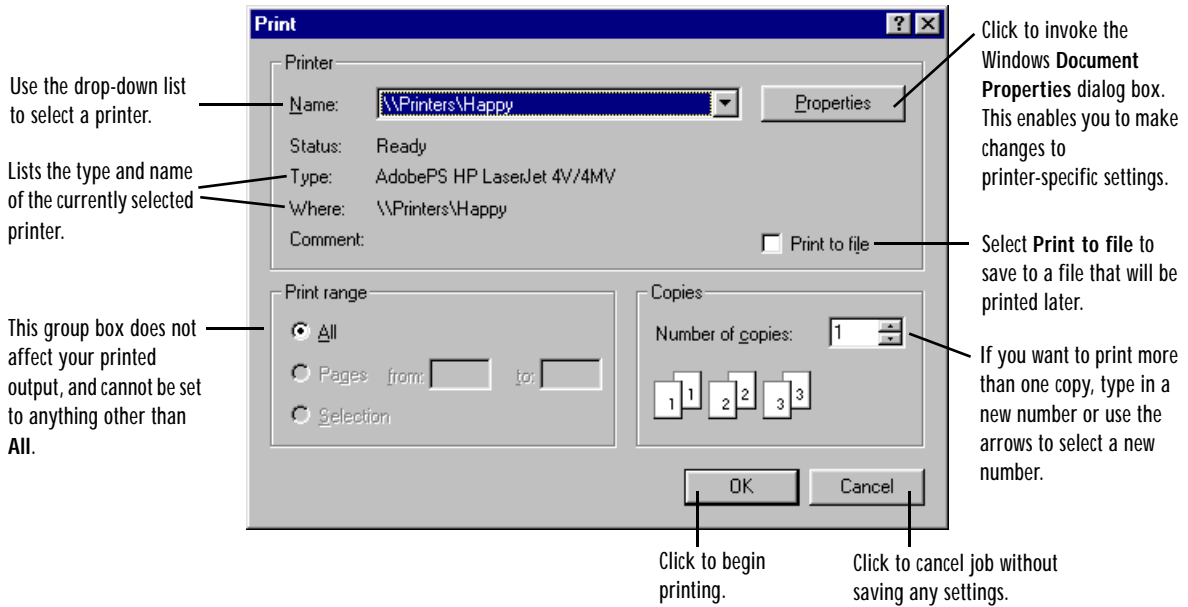 Print
Printer
Name:
\\Printers\Happy
Properties
Status:
Ready
Type:
AdobePS HP LaserJet 4V/4MV
Where:
\\Printers\Happy
Comment:
Print to file
Print range
All
Pages
from:
to:
Selection
Copies
Number of copies:
1
1 1 2 2 3 3
OK
Cancel
Use the drop-down list
to select a printer.
Lists the type and name
of the currently selected
printer.
This group box does not
affect your printed
output, and cannot be set
to anything other than
All.
Click to invoke the
Windows Document
Properties dialog box.
This enables you to make
changes to
printer-specific settings.
Select Print to file to
save to a file that will be
printed later.
If you want to print more
than one copy, type in a
new number or use the
arrows to select a new
number.
Click to begin
printing.
Click to cancel job without
saving any settings.